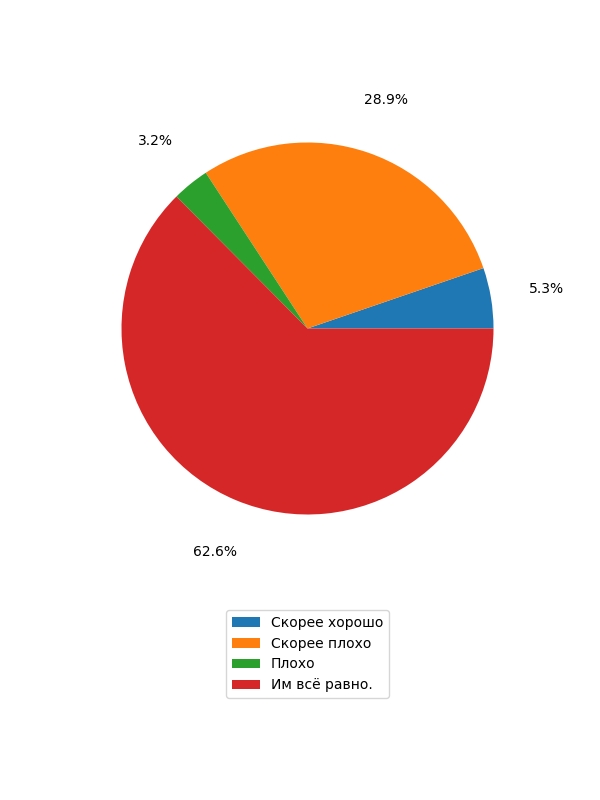 28.9%
3.2%
5.3%
62.6%
Скорее хорошо
Скорее плохо
Плохо
Им всё равно.